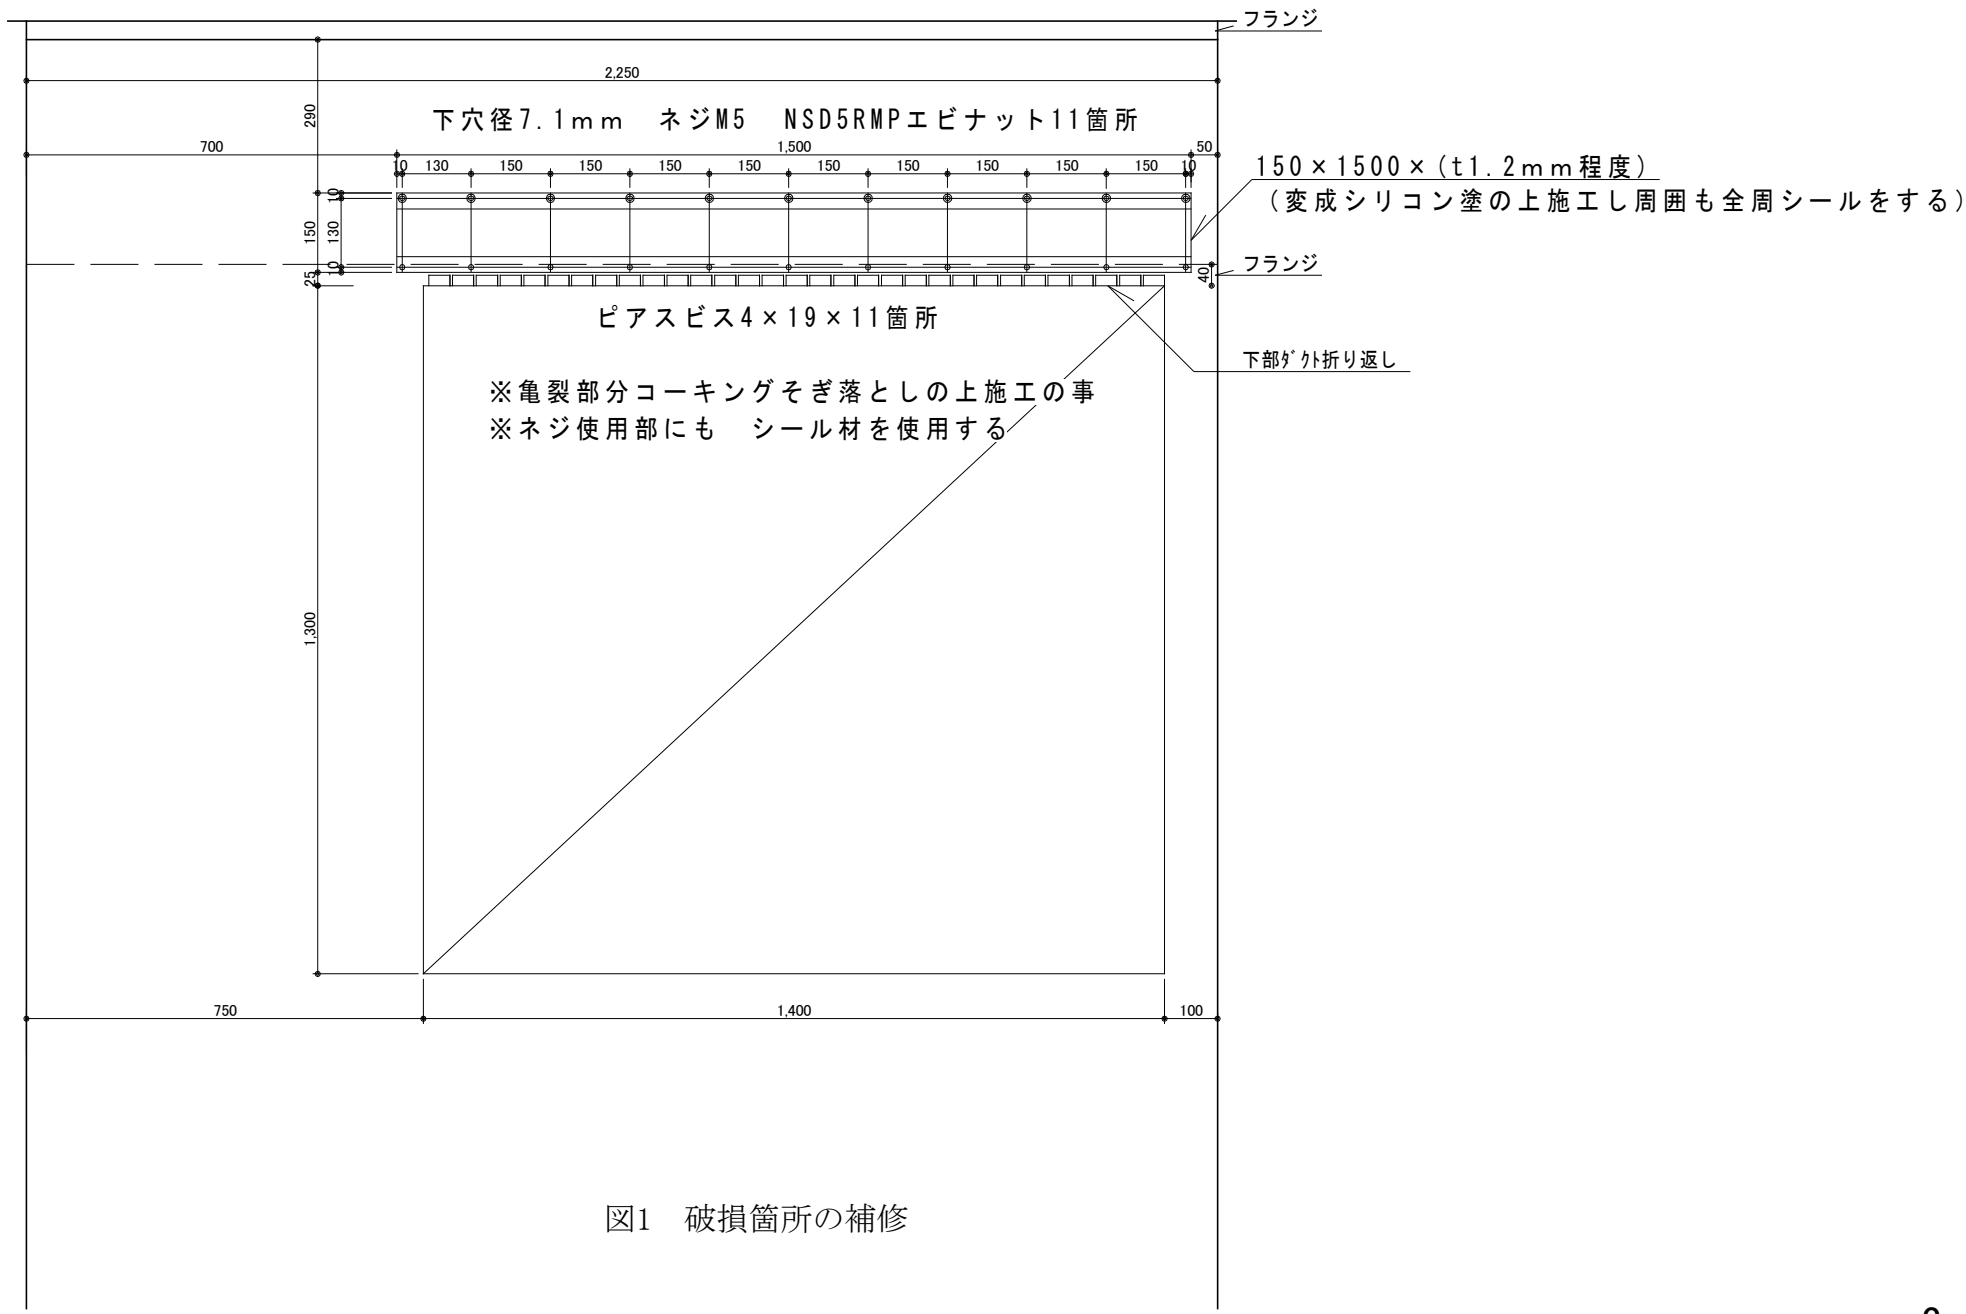 フランジ
2,250
290
下穴径7.1mm　ネジM5　NSD5RMPエビナット11箇所
700
1,500
50
10 130 150 150 150 150 150 150 150 150 150 10
150×1500×(t1.2mm程度)
(変成シリコン塗の上施工し周囲も全周シールをする)
10
150
130
10
25
フランジ
40
ピアスビス4×19×11箇所
下部ダクト折り返し
※亀裂部分コーキングそぎ落としの上施工の事
※ネジ使用部にも　シール材を使用する
1,300
750
1,400
100
図1　破損箇所の補修